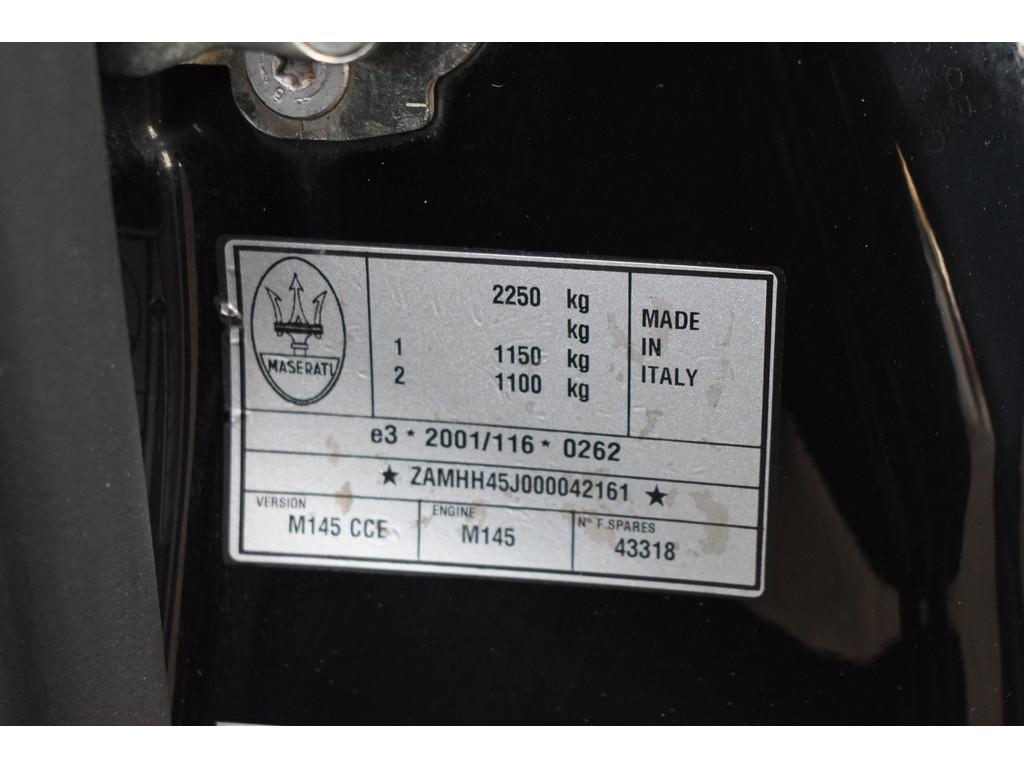 MASERATI
2250 kg
kg
1 1150 kg
2 1100 kg
MADE
IN
ITALY
e3 * 2001/116 * 0262
★ ZAMHH45J000042161 ★
VERSION
M145 CCE
ENGINE
M145
N° F. SPARES
43318